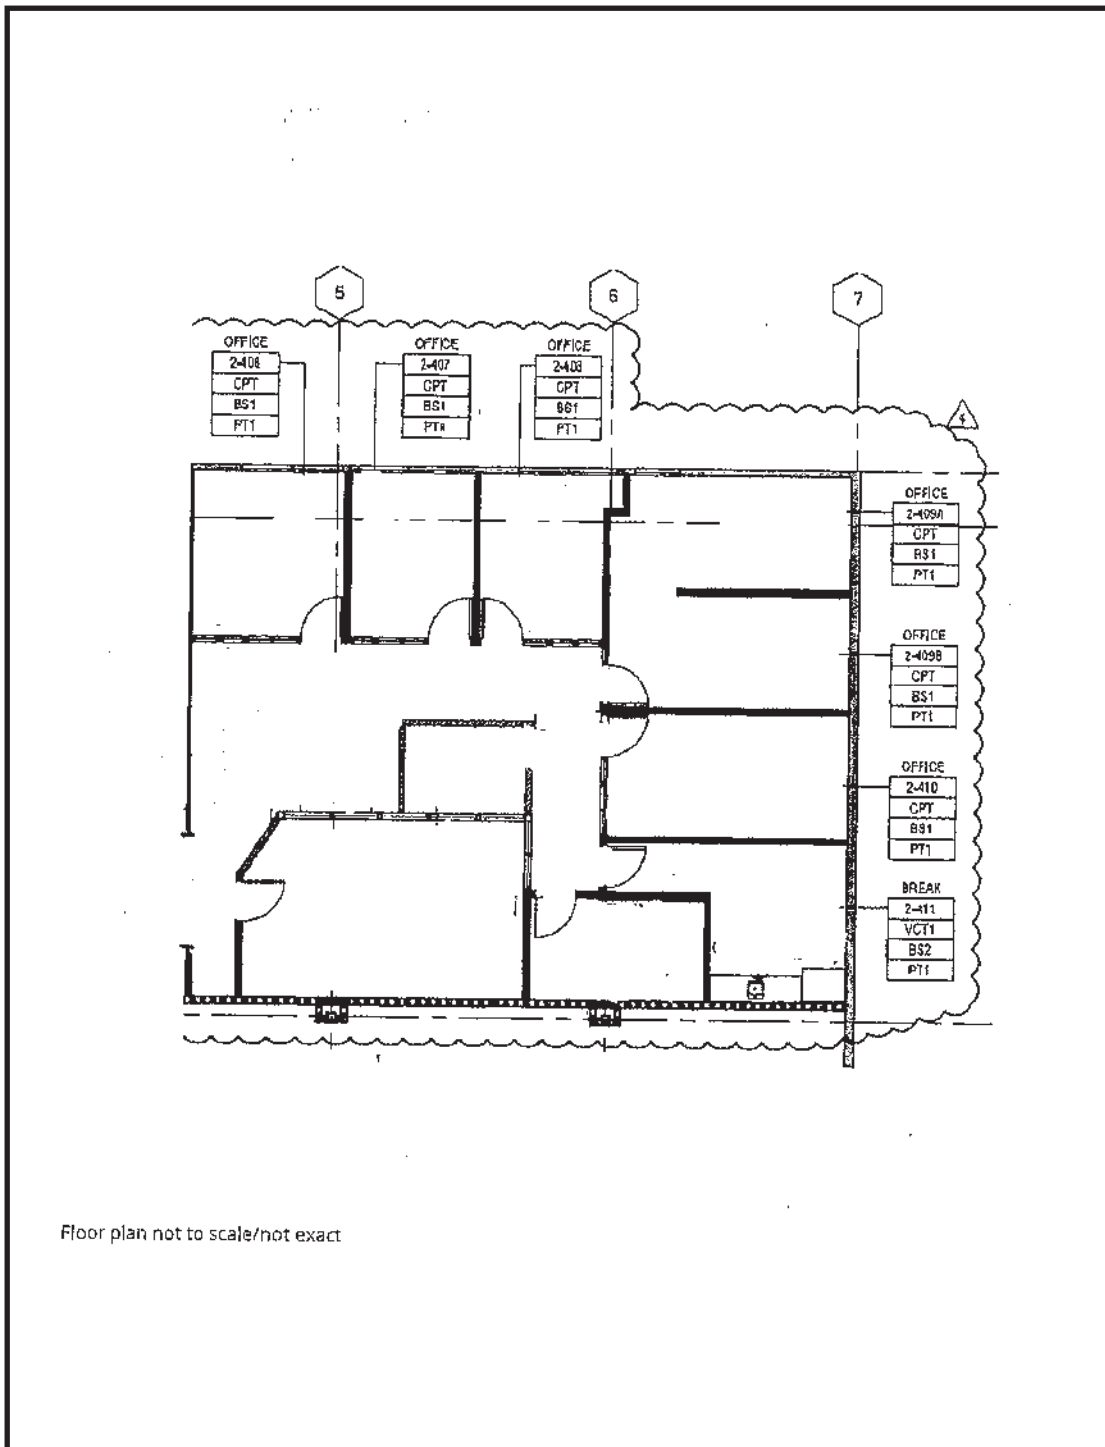 5
6
7
OFFICE
2-406
CPT
BS1
PT1
OFFICE
2-407
CPT
BS1
OFFICE
2-408
CPT
BS1
PT1
4
OFFICE
2-409A
CPT
BS1
PT1
OFFICE
2-409B
CPT
BS1
PT1
OFFICE
2-410
CPT
BS1
PT1
BREAK
2-411
VCT1
BS2
PT1
Floor plan not to scale/not exact